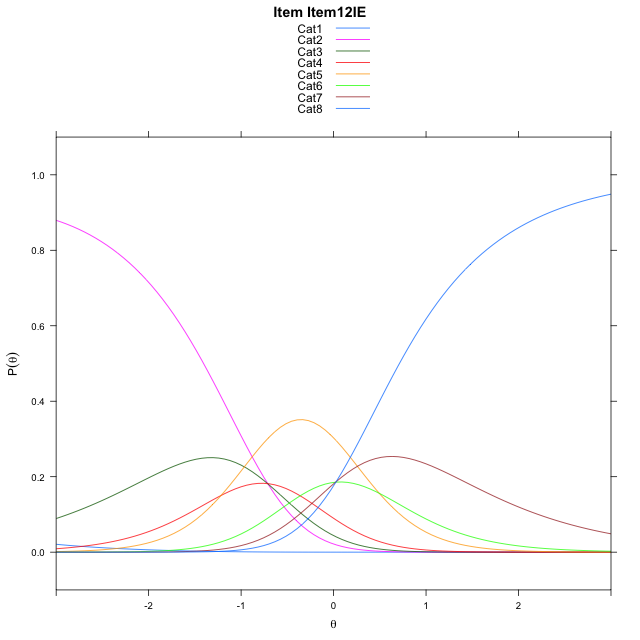 Item Item12IE
Cat1
Cat2
Cat3
Cat4
Cat5
Cat6
Cat7
Cat8
1.0
0.8
0.6
0.4
0.2
0.0
P(θ)
-2 -1 0 1 2
θ